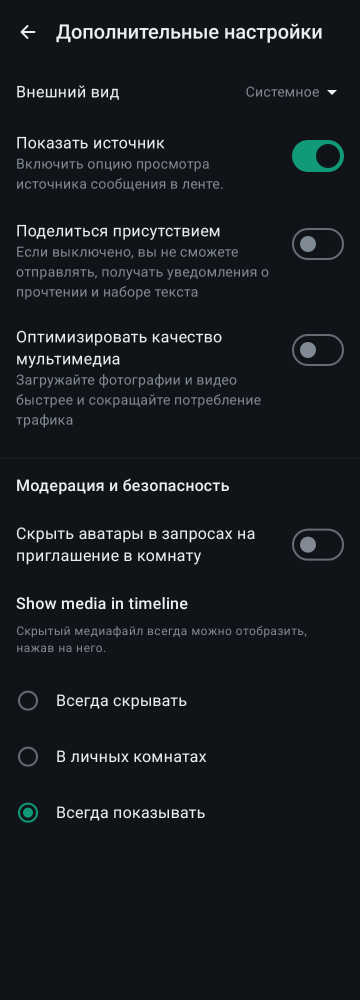 Дополнительные настройки
Внешний вид
Системное
Показать источник
Включить опцию просмотра
источника сообщения в ленте.
Поделиться присутствием
Если выключено, вы не сможете
отправлять, получать уведомления о
прочтении и наборе текста
Оптимизировать качество
мультимедиа
Загружайте фотографии и видео
быстрее и сокращайте потребление
трафика
Модерация и безопасность
Скрыть аватары в запросах на
приглашение в комнату
Show media in timeline
Скрытый медиафайл всегда можно отобразить,
нажав на него.
Всегда скрывать
В личных комнатах
Всегда показывать